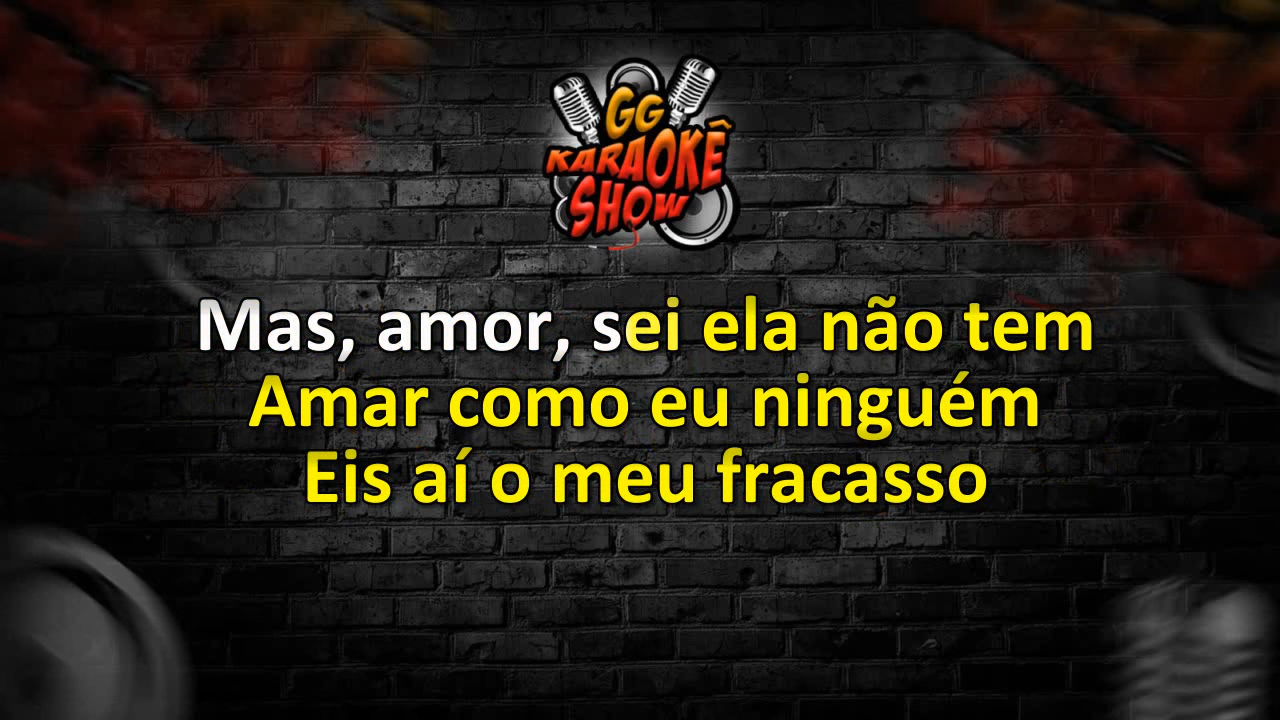 GG
KARAOKÊ
SHOW
Mas, amor, sei ela não tem
Amar como eu ninguém
Eis aí o meu fracasso